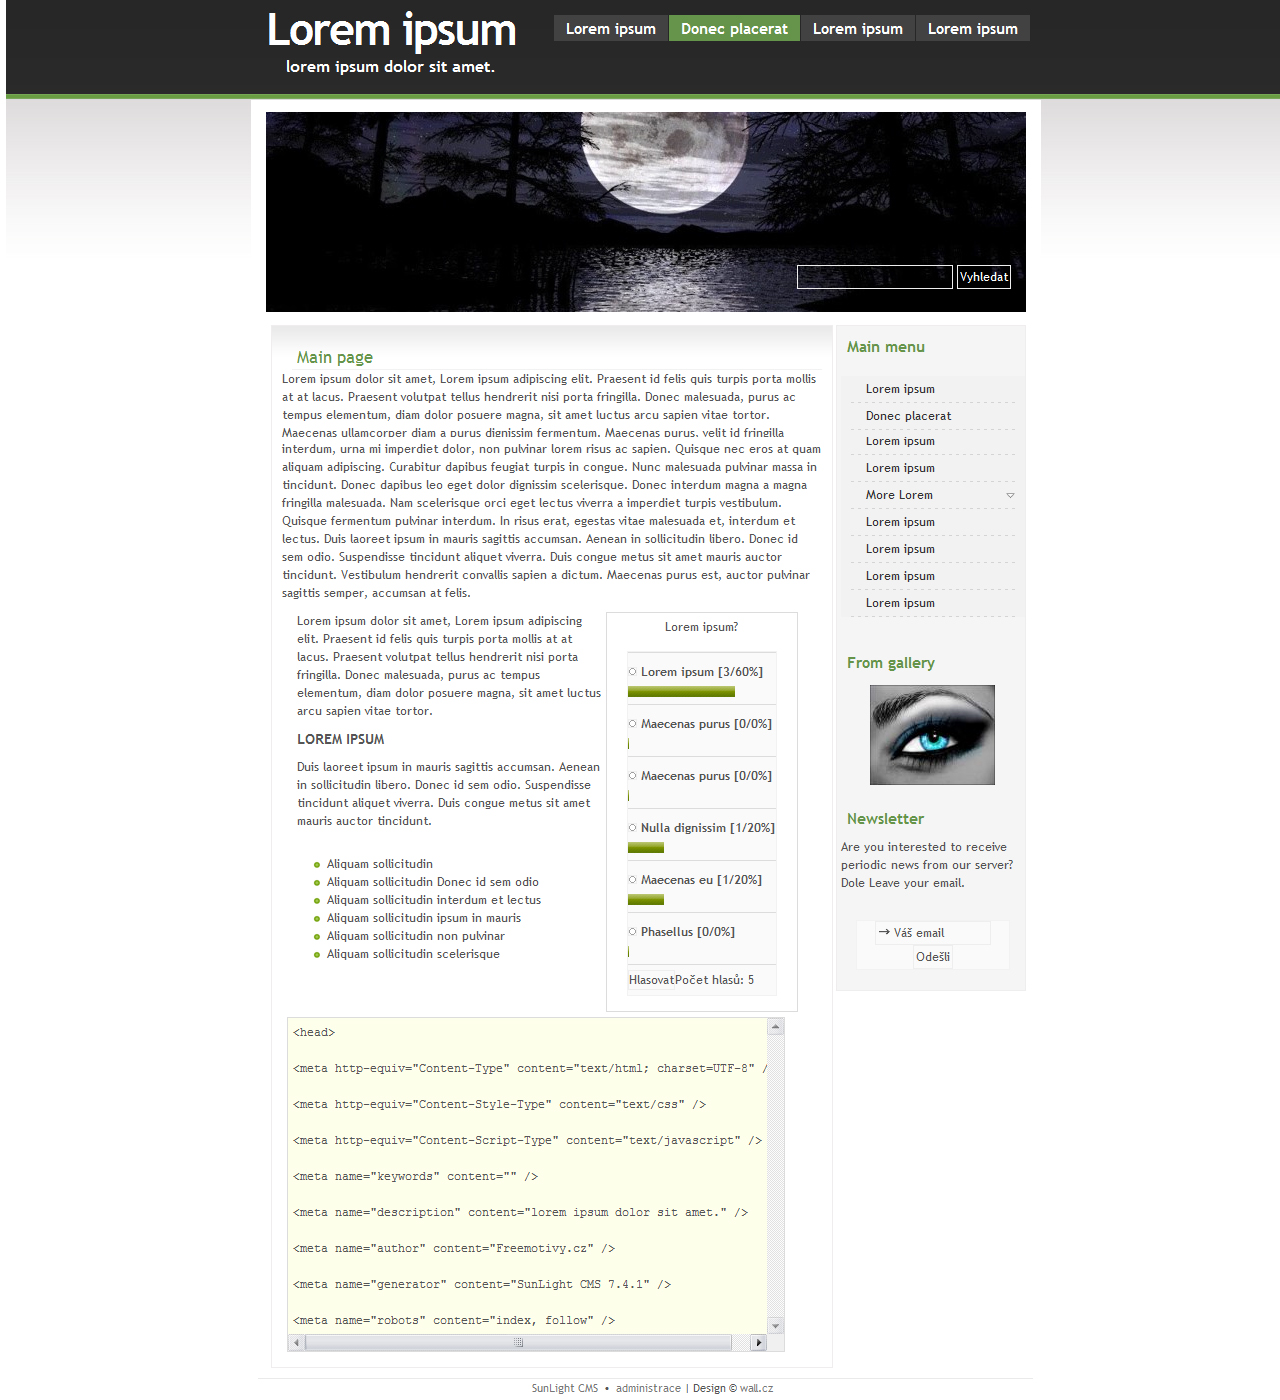 Lorem ipsum
lorem ipsum dolor sit amet.
Lorem ipsum
Donec placerat
Lorem ipsum
Lorem ipsum
Vyhledat
Main page
Lorem ipsum dolor sit amet, Lorem ipsum adipiscing elit. Praesent id felis quis turpis porta mollis
at at lacus. Praesent volutpat tellus hendrerit nisi porta fringilla. Donec malesuada, purus ac
tempus elementum, diam dolor posuere magna, sit amet luctus arcu sapien vitae tortor.
Maecenas ullamcorper diam a purus dignissim fermentum. Maecenas purus, velit id fringilla
interdum, urna mi imperdiet dolor, non pulvinar lorem risus ac sapien. Quisque nec eros at quam
aliquam adipiscing. Curabitur dapibus feugiat turpis in congue. Nunc malesuada pulvinar massa in
tincidunt. Donec dapibus leo eget dolor dignissim scelerisque. Donec interdum magna a magna
fringilla malesuada. Nam scelerisque orci eget lectus viverra a imperdiet turpis vestibulum.
Quisque fermentum pulvinar interdum. In risus erat, egestas vitae malesuada et, interdum et
lectus. Duis laoreet ipsum in mauris sagittis accumsan. Aenean in sollicitudin libero. Donec id
sem odio. Suspendisse tincidunt aliquet viverra. Duis congue metus sit amet mauris auctor
tincidunt. Vestibulum hendrerit convallis sapien a dictum. Maecenas purus est, auctor pulvinar
sagittis semper, accumsan at felis.
Lorem ipsum dolor sit amet, Lorem ipsum adipiscing
elit. Praesent id felis quis turpis porta mollis at at
lacus. Praesent volutpat tellus hendrerit nisi porta
fringilla. Donec malesuada, purus ac tempus
elementum, diam dolor posuere magna, sit amet luctus
arcu sapien vitae tortor.
LOREM IPSUM
Duis laoreet ipsum in mauris sagittis accumsan. Aenean
in sollicitudin libero. Donec id sem odio. Suspendisse
tincidunt aliquet viverra. Duis congue metus sit amet
mauris auctor tincidunt.
Aliquam sollicitudin
Aliquam sollicitudin Donec id sem odio
Aliquam sollicitudin interdum et lectus
Aliquam sollicitudin ipsum in mauris
Aliquam sollicitudin non pulvinar
Aliquam sollicitudin scelerisque
Lorem ipsum?
Lorem ipsum [3/60%]
Maecenas purus [0/0%]
Maecenas purus [0/0%]
Nulla dignissim [1/20%]
Maecenas eu [1/20%]
Phasellus [0/0%]
HlasovatPočet hlasů: 5
<head>
<meta http-equiv="Content-Type" content="text/html; charset=UTF-8" /
<meta http-equiv="Content-Style-Type" content="text/css" />
<meta http-equiv="Content-Script-Type" content="text/javascript" />
<meta name="keywords" content="" />
<meta name="description" content="lorem ipsum dolor sit amet." />
<meta name="author" content="Freemotivy.cz" />
<meta name="generator" content="SunLight CMS 7.4.1" />
<meta name="robots" content="index, follow" />
Main menu
Lorem ipsum
Donec placerat
Lorem ipsum
Lorem ipsum
More Lorem
Lorem ipsum
Lorem ipsum
Lorem ipsum
Lorem ipsum
From gallery
Newsletter
Are you interested to receive
periodic news from our server?
Dole Leave your email.
→ Váš email
Odešli
SunLight CMS • administrace | Design © wall.cz